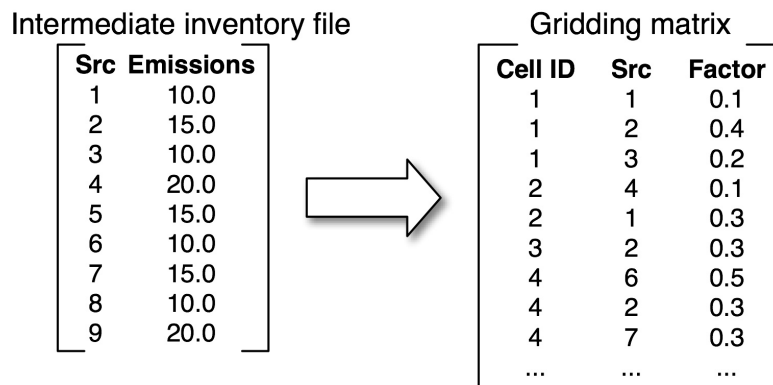 Intermediate inventory file
Src Emissions
1 10.0
2 15.0
3 10.0
4 20.0
5 15.0
6 10.0
7 15.0
8 10.0
9 20.0
Gridding matrix
Cell ID Src Factor
1 1 0.1
1 2 0.4
1 3 0.2
2 4 0.1
2 1 0.3
3 2 0.3
4 6 0.5
4 2 0.3
4 7 0.3
... ... ...